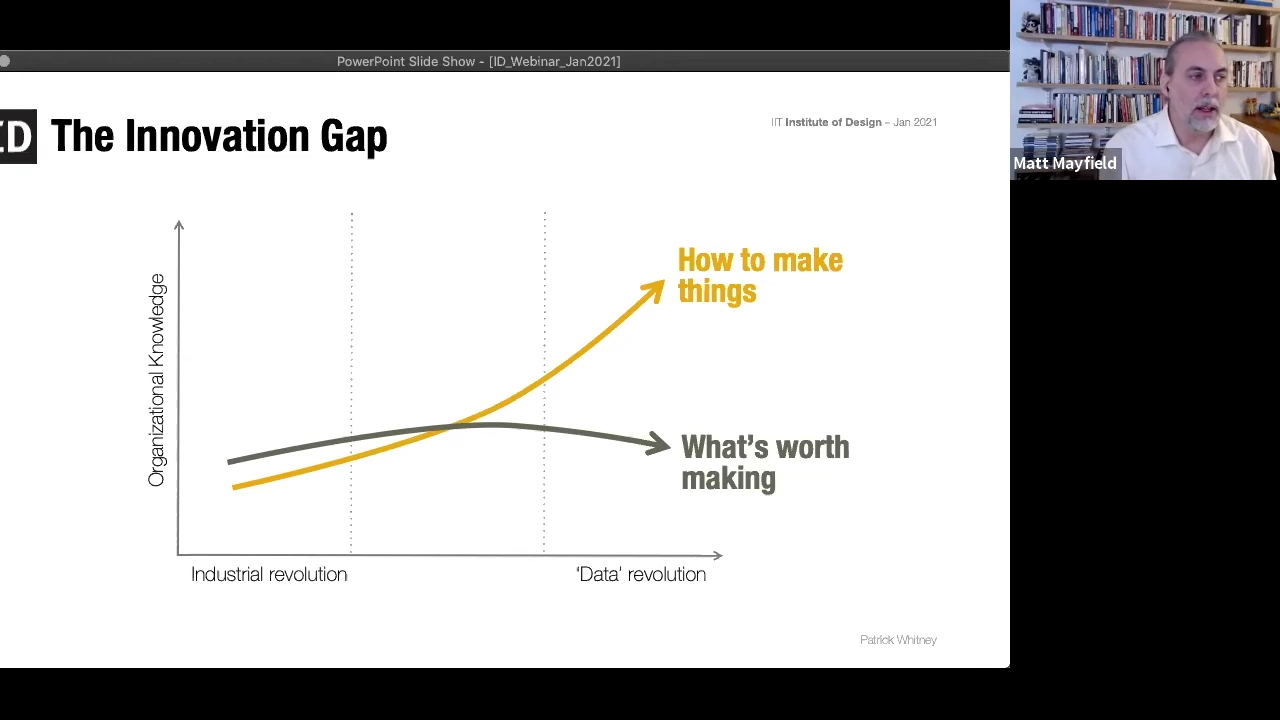 PowerPoint Slide Show - [ID_Webinar_Jan2021]
ID The Innovation Gap
IIT Institute of Design – Jan 2021
Matt Mayfield
How to make
things
Organizational Knowledge
What's worth
making
Industrial revolution
'Data' revolution
Patrick Whitney